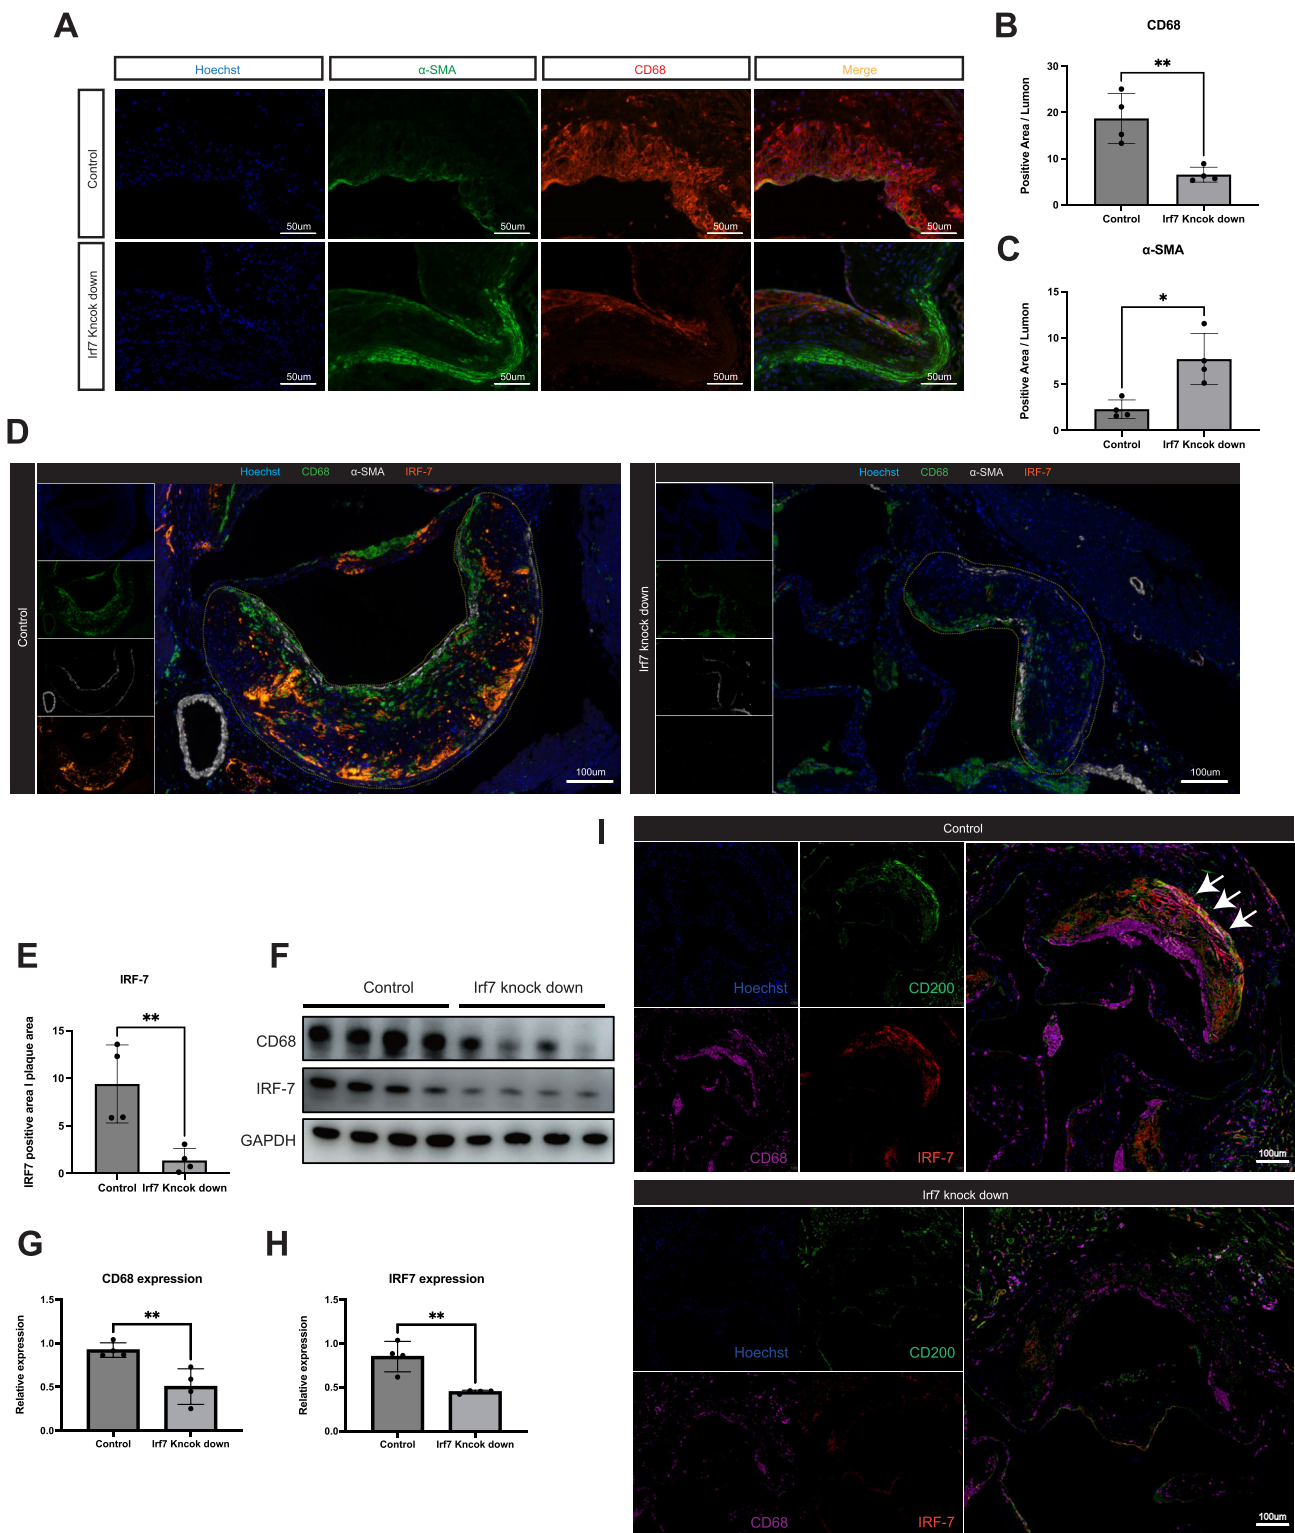 A
Hoechst
α-SMA
CD68
Merge
Control
50um
50um
50um
50um
Irf7 Kncok down
50um
50um
50um
50um
B
CD68
Positive Area / Lumon
30
20
10
0
**
Control
Irf7 Kncok down
C
α-SMA
Positive Area / Lumon
15
10
5
0
*
Control
Irf7 Kncok down
D
Control
Hoechst CD68 α-SMA IRF-7
100um
Irf7 knock down
Hoechst CD68 α-SMA IRF-7
100um
E
IRF-7
IRF7 positive area I plaque area
15
10
5
0
**
Control
Irf7 Kncok down
F
Control
Irf7 knock down
CD68
IRF-7
GAPDH
G
CD68 expression
Relative expression
1.5
1.0
0.5
0.0
**
Control
Irf7 Kncok down
H
IRF7 expression
Relative expression
1.5
1.0
0.5
0.0
**
Control
Irf7 Kncok down
I
Control
Hoechst
CD200
CD68
IRF-7
100um
Irf7 knock down
Hoechst
CD200
CD68
IRF-7
100um